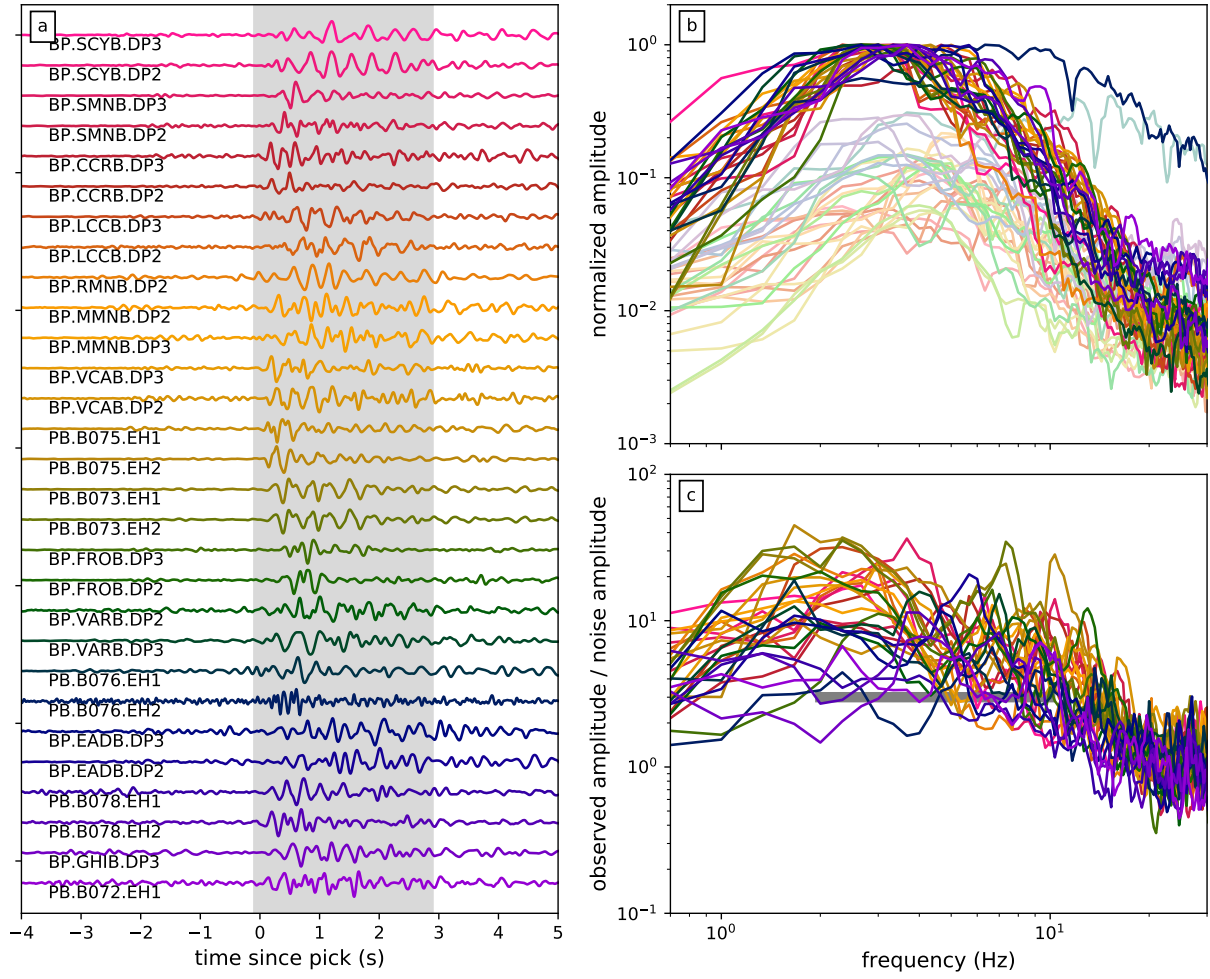 a
BP.SCYB.DP3
BP.SCYB.DP2
BP.SMNB.DP3
BP.SMNB.DP2
BP.CCRB.DP3
BP.CCRB.DP2
BP.LCCB.DP3
BP.LCCB.DP2
BP.RMNB.DP2
BP.MMNB.DP2
BP.MMNB.DP3
BP.VCAB.DP3
BP.VCAB.DP2
PB.B075.EH1
PB.B075.EH2
PB.B073.EH1
PB.B073.EH2
BP.FROB.DP3
BP.FROB.DP2
BP.VARB.DP2
BP.VARB.DP3
PB.B076.EH1
PB.B076.EH2
BP.EADB.DP3
BP.EADB.DP2
PB.B078.EH1
PB.B078.EH2
BP.GHIB.DP3
PB.B072.EH1
−4 −3 −2 −1 0 1 2 3 4 5
time since pick (s)
b
normalized amplitude
10⁰
10⁻¹
10⁻²
10⁻³
c
observed amplitude / noise amplitude
10²
10¹
10⁰
10⁻¹
10⁰ 10¹
frequency (Hz)